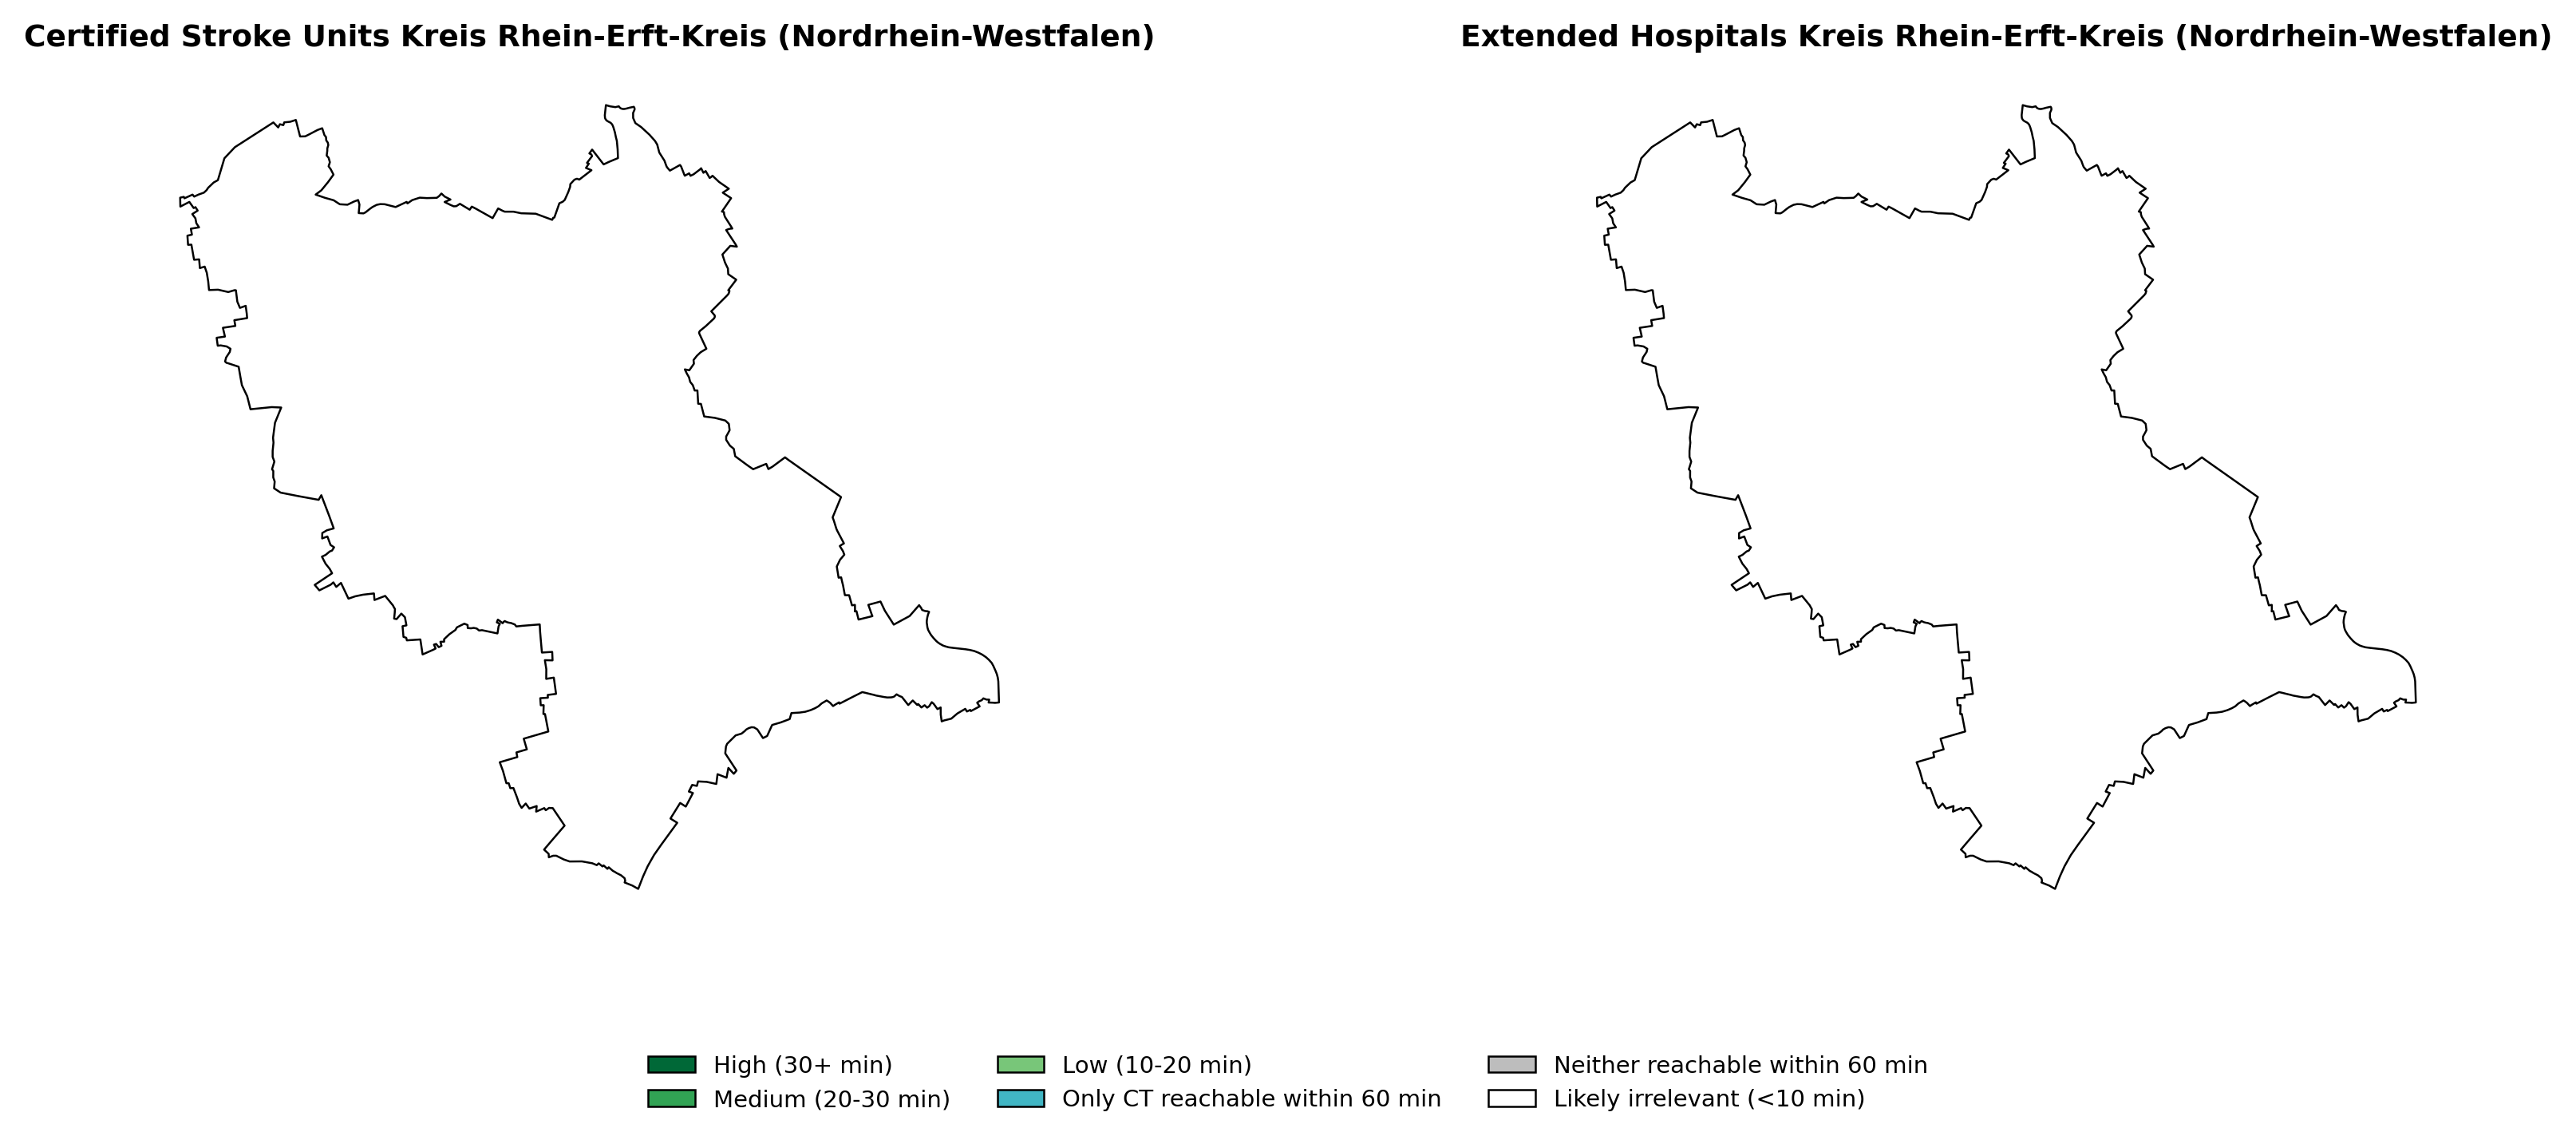 Certified Stroke Units Kreis Rhein-Erft-Kreis (Nordrhein-Westfalen)
Extended Hospitals Kreis Rhein-Erft-Kreis (Nordrhein-Westfalen)
High (30+ min)
Medium (20-30 min)
Low (10-20 min)
Only CT reachable within 60 min
Neither reachable within 60 min
Likely irrelevant (<10 min)